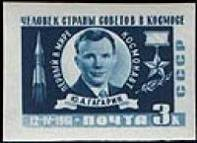 ЧЕЛОВЕК СТРАНЫ СОВЕТОВ В КОСМОСЕ
ПЕРВЫЙ В МИРЕ КОСМОНАВТ
Ю.А.ГАГАРИН
СССР
12-IV-1961 ПОЧТА 3К